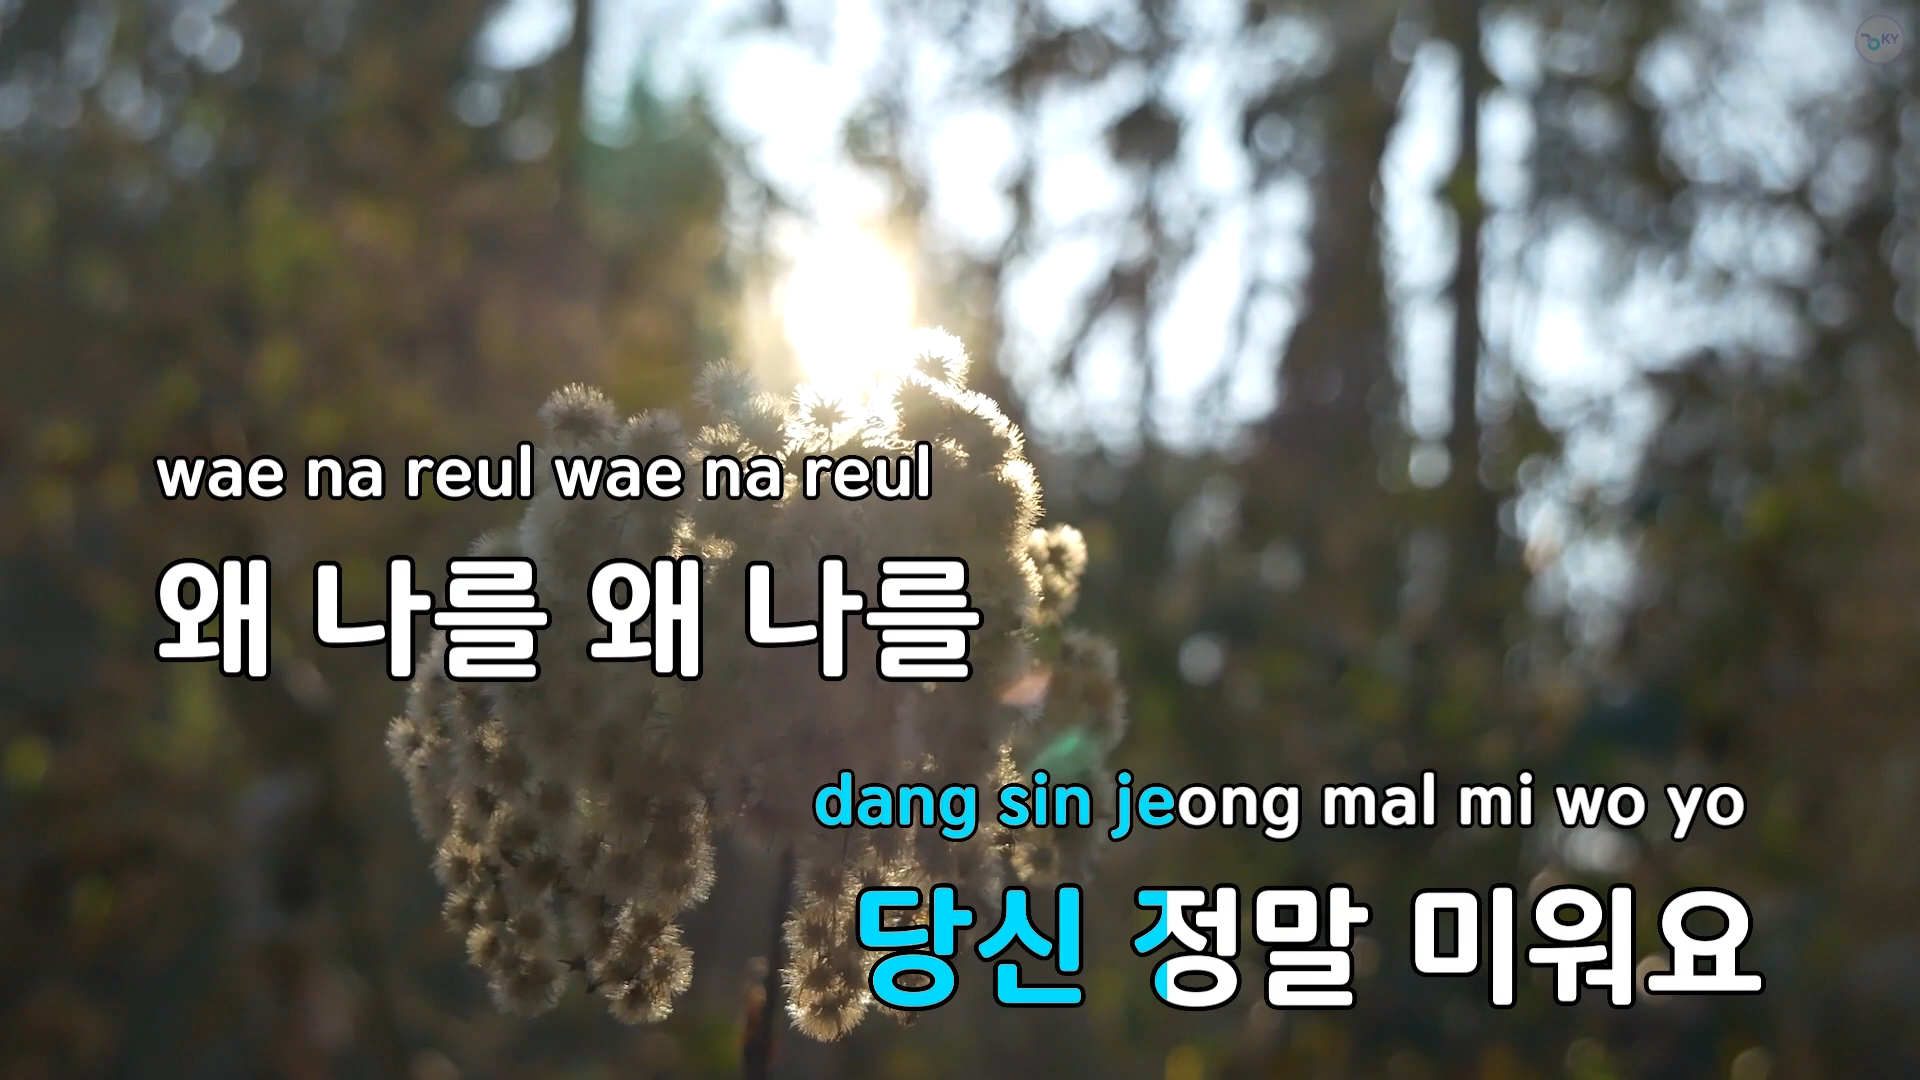 KY
wae na reul wae na reul
왜 나를 왜 나를
dang sin jeong mal mi wo yo
당신 정말 미워요